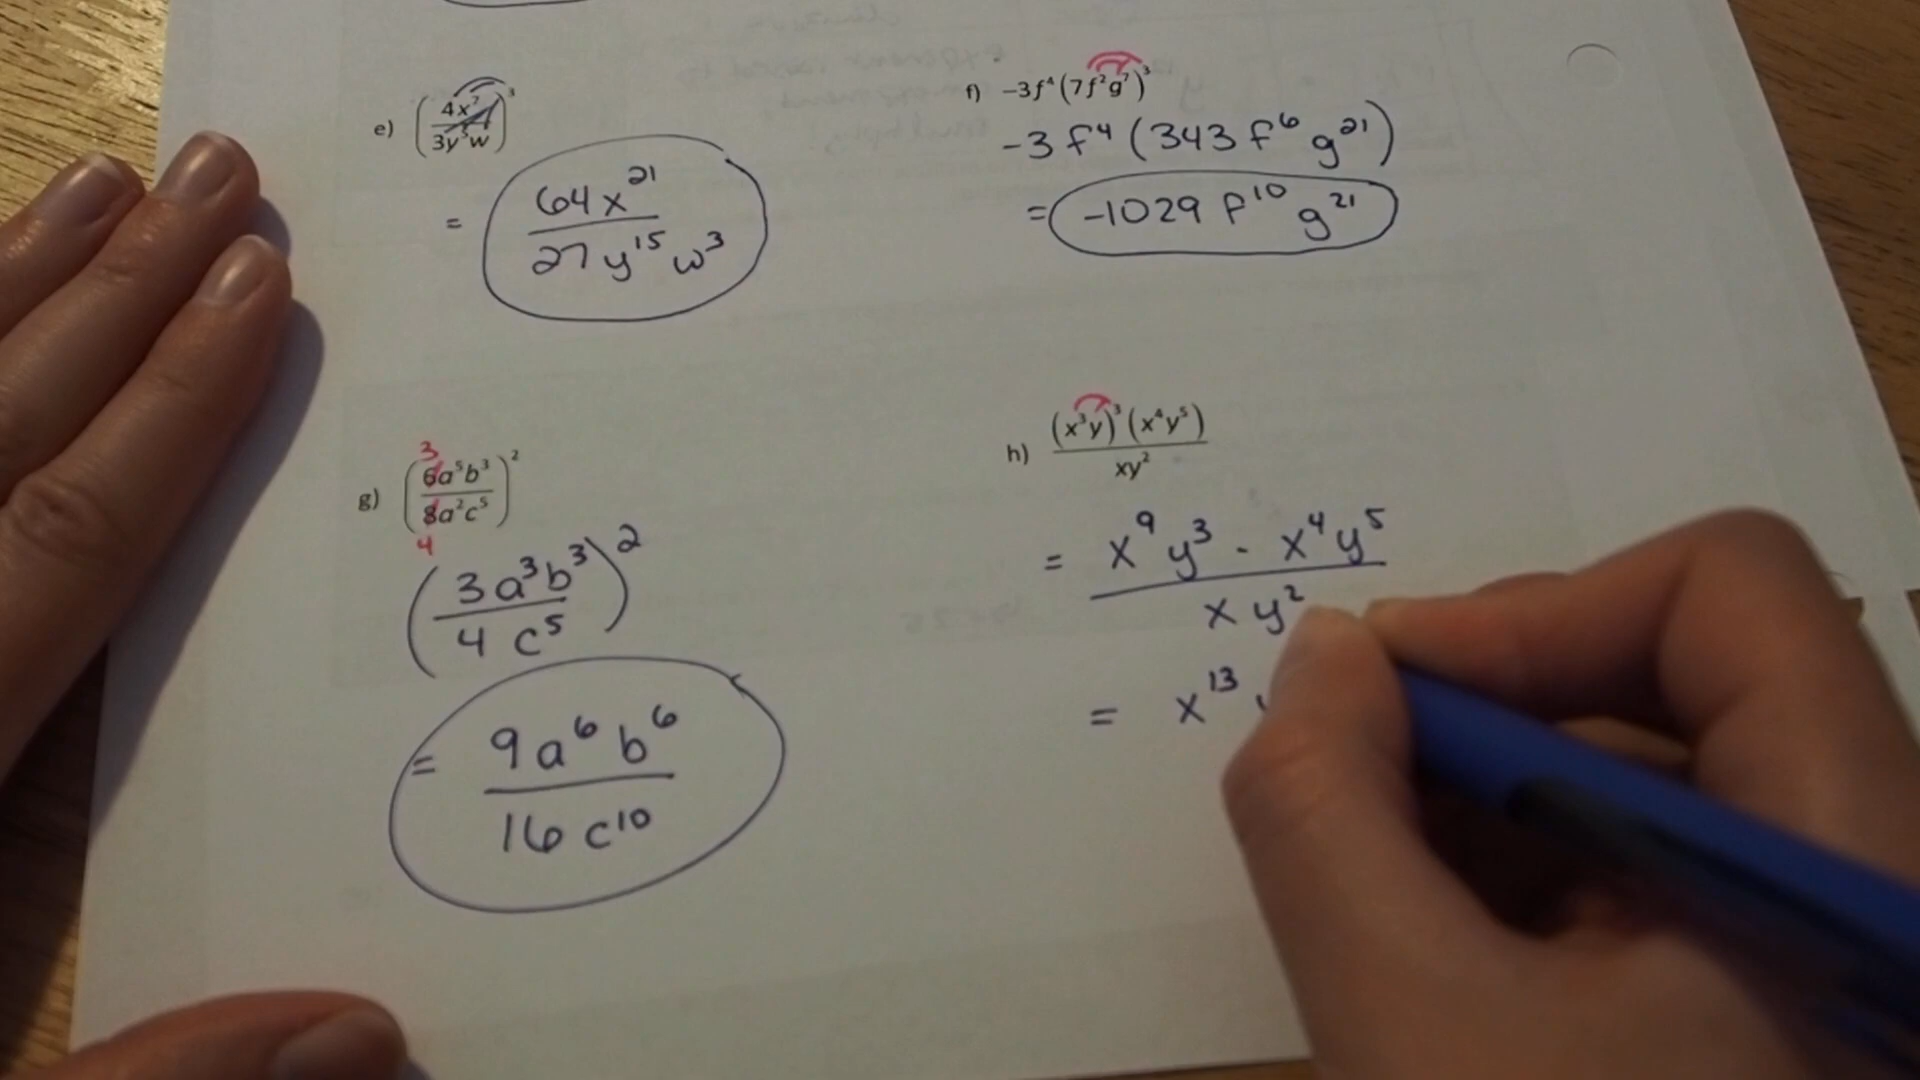 e) (4x⁷/3y⁵w)³
= 64x²¹
27y¹⁵w³
f) -3f⁴(7f²g⁷)³
-3f⁴(343f⁶g²¹)
= -1029f¹⁰g²¹
3
g) (6a⁵b³/8a²c⁵)²
4
(3a³b³/4c⁵)²
= 9a⁶b⁶
16c¹⁰
h) (x³y)³(x⁴y⁵)
xy²
= x⁹y³ · x⁴y⁵
xy²
= x¹³